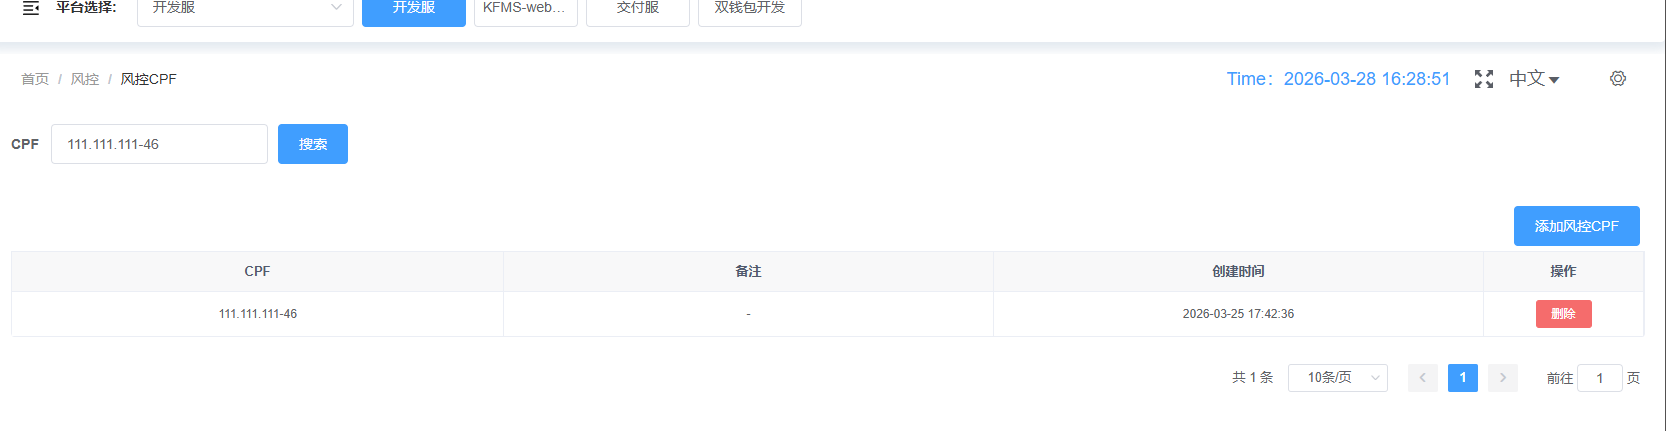 平台选择: 开发服 开发服 KFMS-web... 交付服 双钱包开发
首页 / 风控 / 风控CPF Time：2026-03-28 16:28:51 中文
CPF 111.111.111-46 搜索
添加风控CPF
CPF 备注 创建时间 操作
111.111.111-46 - 2026-03-25 17:42:36 删除
共 1 条 10条/页 1 前往 1 页